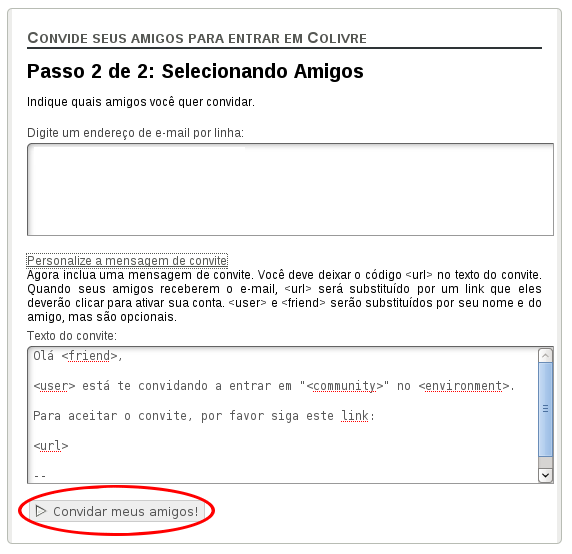 CONVIDE SEUS AMIGOS PARA ENTRAR EM COLIVRE
Passo 2 de 2: Selecionando Amigos
Indique quais amigos você quer convidar.
Digite um endereço de e-mail por linha:
Personalize a mensagem de convite
Agora inclua uma mensagem de convite. Você deve deixar o código <url> no texto do convite.
Quando seus amigos receberem o e-mail, <url> será substituído por um link que eles
deverão clicar para ativar sua conta. <user> e <friend> serão substituídos por seu nome e do
amigo, mas são opcionais.
Texto do convite:
Olá <friend>,
<user> está te convidando a entrar em "<community>" no <environment>.
Para aceitar o convite, por favor siga este link:
<url>
--
Convidar meus amigos!